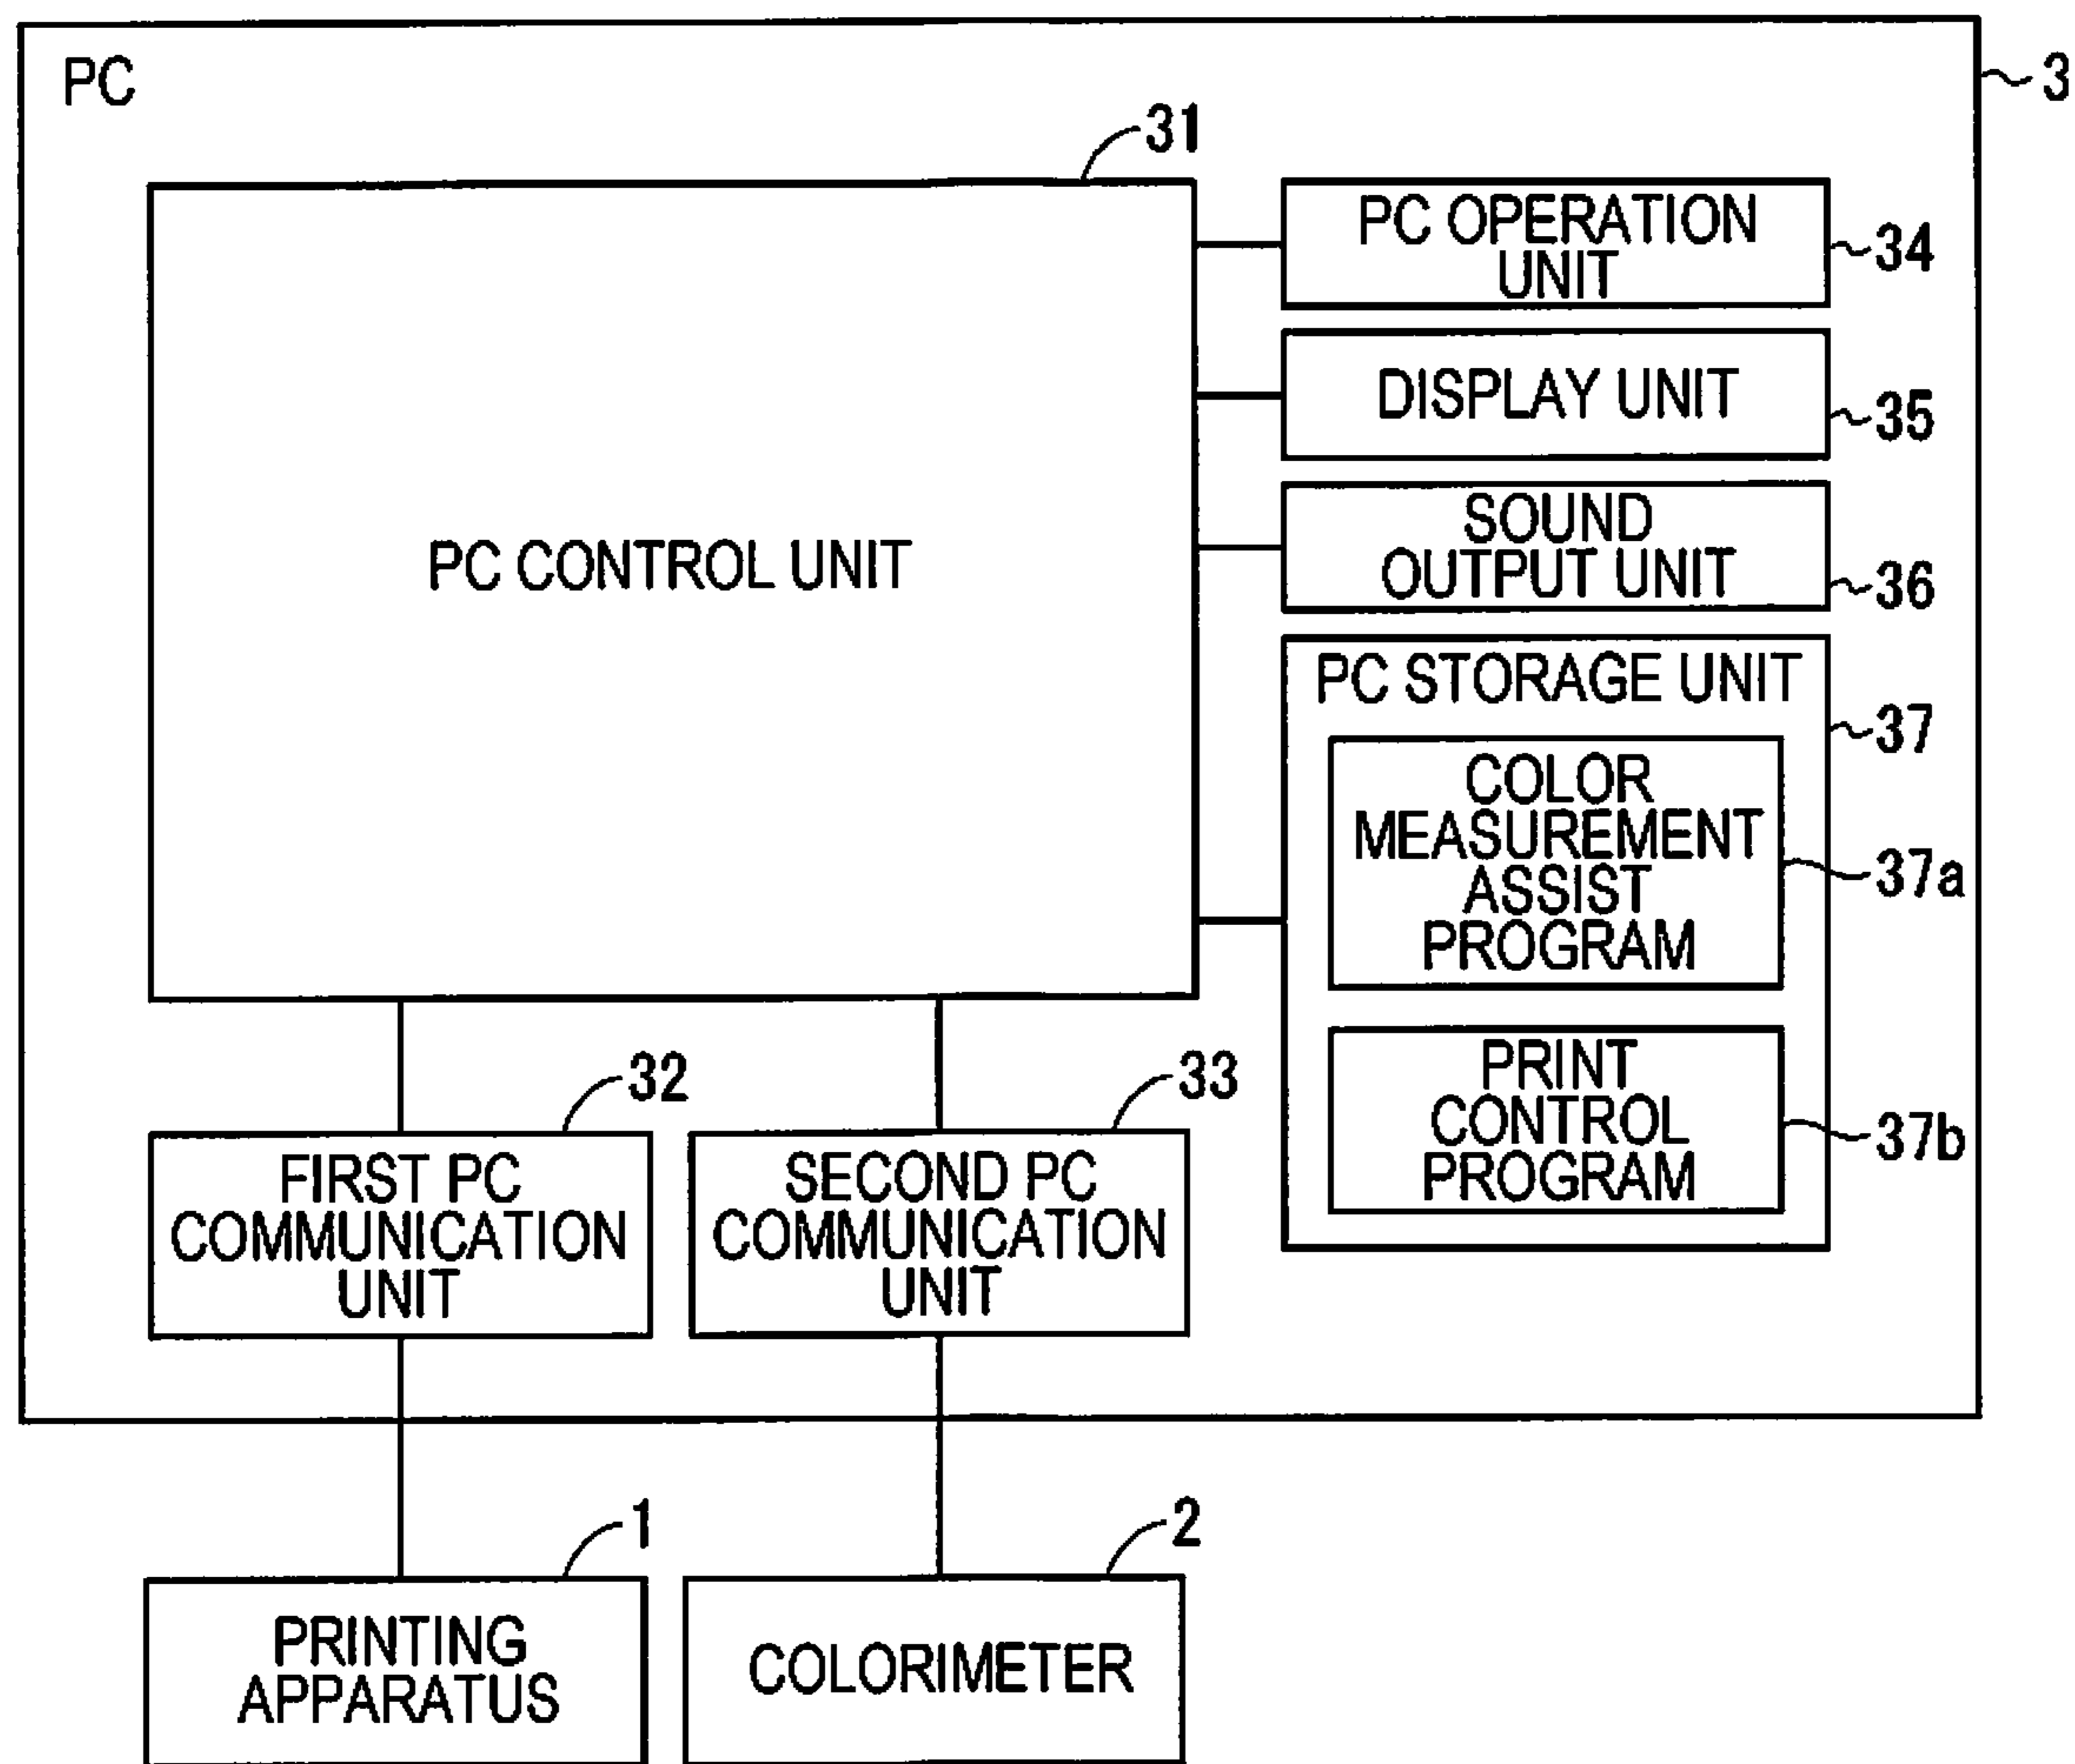 PC
3
31
PC CONTROL UNIT
PC OPERATION
UNIT
34
DISPLAY UNIT
35
SOUND
OUTPUT UNIT
36
PC STORAGE UNIT
37
COLOR
MEASUREMENT
ASSIST
PROGRAM
37a
PRINT
CONTROL
PROGRAM
37b
32
FIRST PC
COMMUNICATION
UNIT
33
SECOND PC
COMMUNICATION
UNIT
1
PRINTING
APPARATUS
2
COLORIMETER